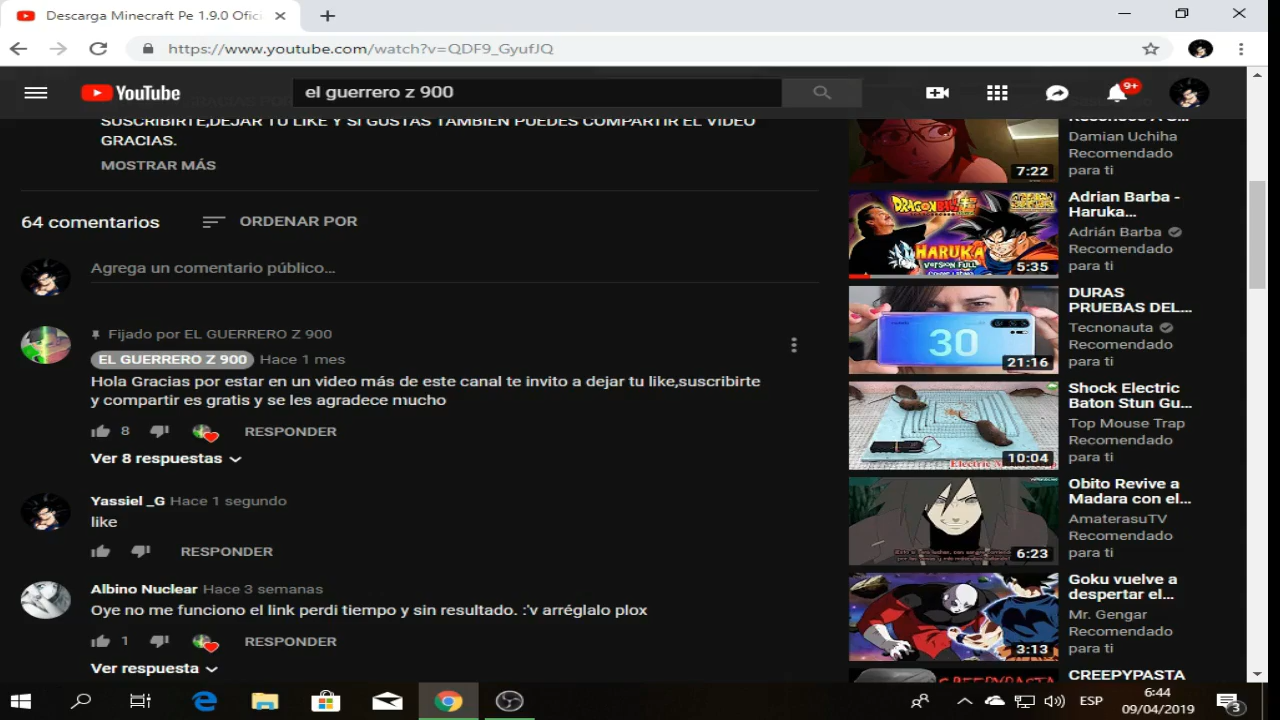 Descarga Minecraft Pe 1.9.0 Ofici
https://www.youtube.com/watch?v=QDF9_GyufJQ
YouTube
el guerrero z 900
9+
SUSCRIBIRTE,DEJAR TU LIKE Y SI GUSTAS TAMBIEN PUEDES COMPARTIR EL VIDEO
GRACIAS.
MOSTRAR MÁS
64 comentarios
ORDENAR POR
Agrega un comentario público...
Fijado por EL GUERRERO Z 900
EL GUERRERO Z 900 Hace 1 mes
Hola Gracias por estar en un video más de este canal te invito a dejar tu like,suscribirte
y compartir es gratis y se les agradece mucho
8
RESPONDER
Ver 8 respuestas
Yassiel _G Hace 1 segundo
like
RESPONDER
Albino Nuclear Hace 3 semanas
Oye no me funciono el link perdi tiempo y sin resultado. :'v arréglalo plox
1
RESPONDER
Ver respuesta
7:22
Damian Uchiha
Recomendado
para ti
DRAGONBALL
HARUKA
VERSION FULL
5:35
Adrian Barba -
Haruka...
Adrián Barba
Recomendado
para ti
30
21:16
DURAS
PRUEBAS DEL...
Tecnonauta
Recomendado
para ti
10:04
Shock Electric
Baton Stun Gu...
Top Mouse Trap
Recomendado
para ti
6:23
Obito Revive a
Madara con el...
AmaterasuTV
Recomendado
para ti
3:13
Goku vuelve a
despertar el...
Mr. Gengar
Recomendado
para ti
CREEPYPASTA
ESP
6:44
09/04/2019
3